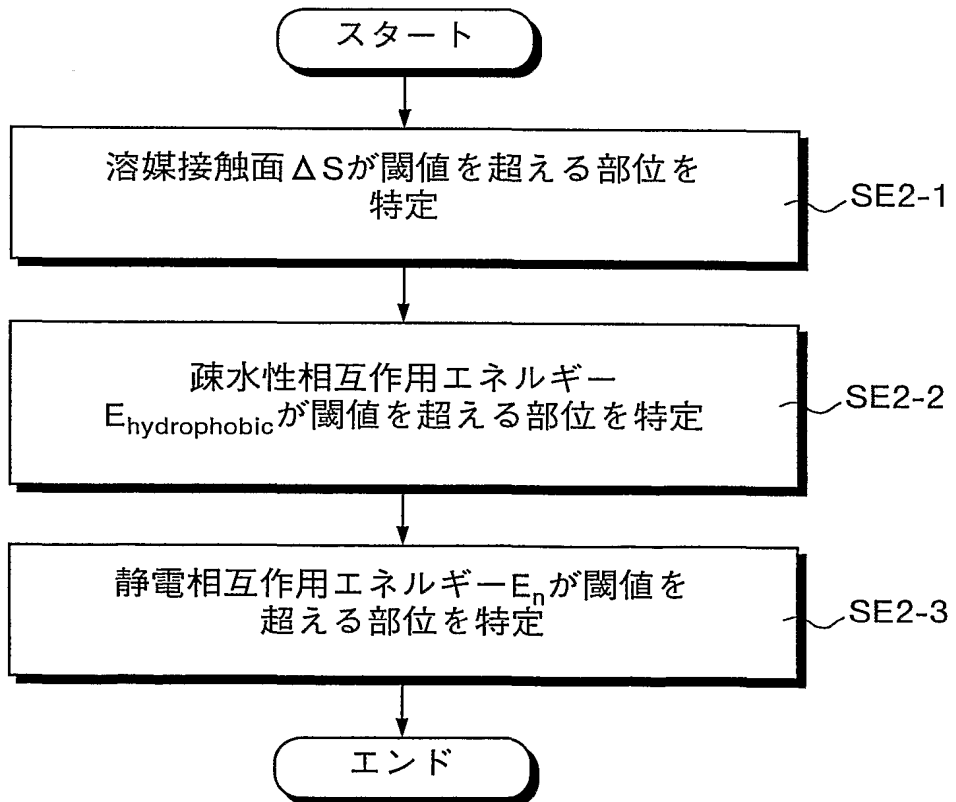 スタート
溶媒接触面ΔSが閾値を超える部位を
特定
SE2-1
疎水性相互作用エネルギー
Ehydrophobicが閾値を超える部位を特定
SE2-2
静電相互作用エネルギーEnが閾値を
超える部位を特定
SE2-3
エンド